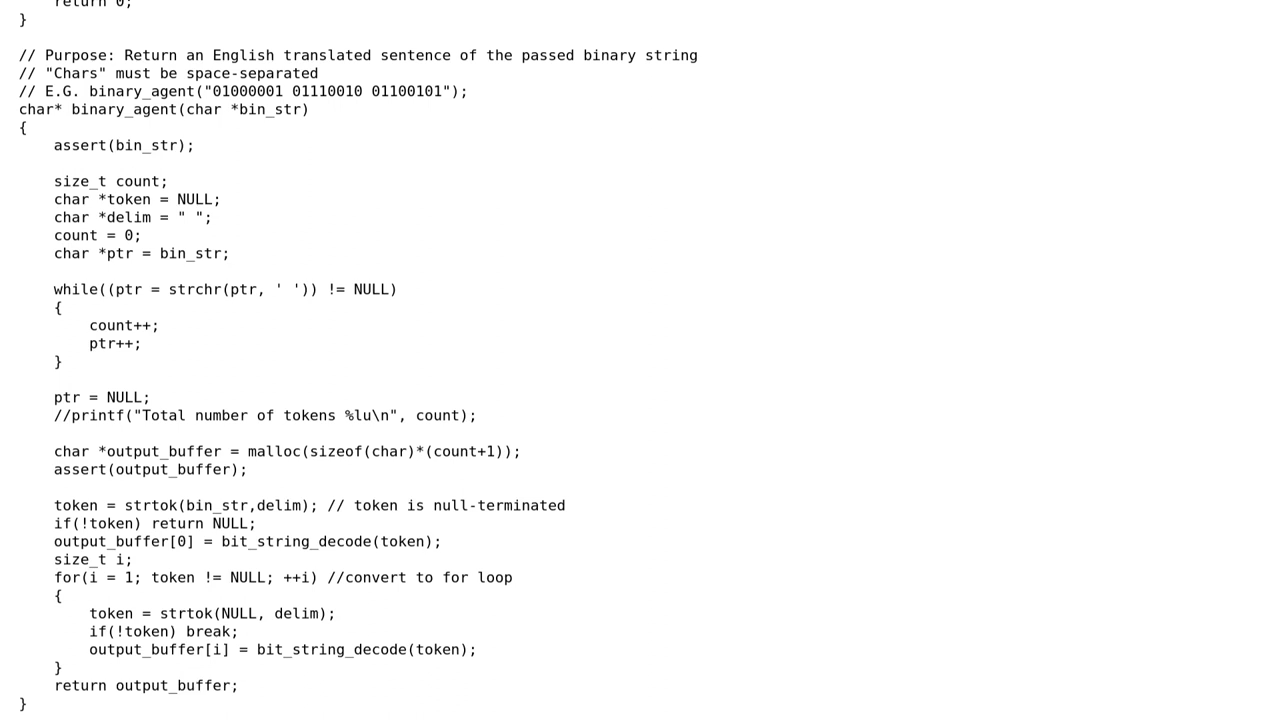 return 0;
}
// Purpose: Return an English translated sentence of the passed binary string
// "Chars" must be space-separated
// E.G. binary_agent("01000001 01110010 01100101");
char* binary_agent(char *bin_str)
{
    assert(bin_str);

    size_t count;
    char *token = NULL;
    char *delim = " ";
    count = 0;
    char *ptr = bin_str;

    while((ptr = strchr(ptr, ' ')) != NULL)
    {
        count++;
        ptr++;
    }

    ptr = NULL;
    //printf("Total number of tokens %lu\n", count);

    char *output_buffer = malloc(sizeof(char)*(count+1));
    assert(output_buffer);

    token = strtok(bin_str,delim); // token is null-terminated
    if(!token) return NULL;
    output_buffer[0] = bit_string_decode(token);
    size_t i;
    for(i = 1; token != NULL; ++i) //convert to for loop
    {
        token = strtok(NULL, delim);
        if(!token) break;
        output_buffer[i] = bit_string_decode(token);
    }
    return output_buffer;
}